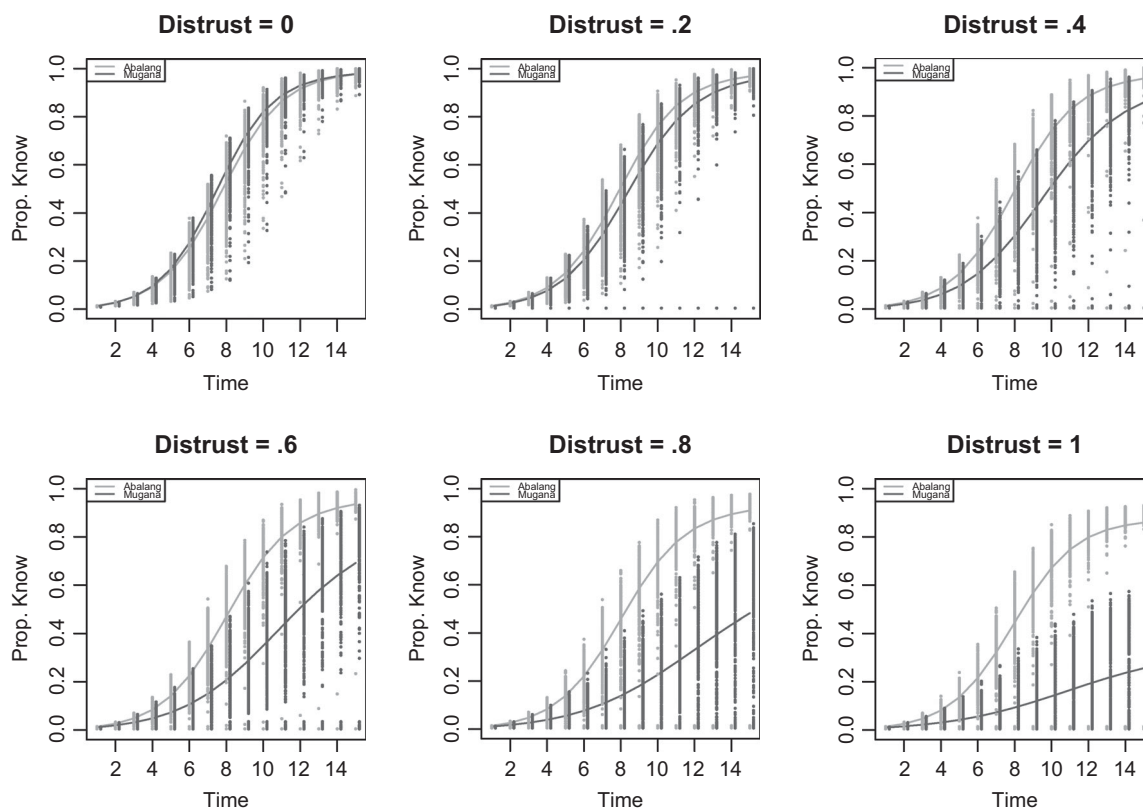 Distrust = 0
Abalang
Mugana
Prop. Know
0.0 0.2 0.4 0.6 0.8 1.0
2 4 6 8 10 12 14
Time
Distrust = .2
Abalang
Mugana
Prop. Know
0.0 0.2 0.4 0.6 0.8 1.0
2 4 6 8 10 12 14
Time
Distrust = .4
Abalang
Mugana
Prop. Know
0.0 0.2 0.4 0.6 0.8 1.0
2 4 6 8 10 12 14
Time
Distrust = .6
Abalang
Mugana
Prop. Know
0.0 0.2 0.4 0.6 0.8 1.0
2 4 6 8 10 12 14
Time
Distrust = .8
Abalang
Mugana
Prop. Know
0.0 0.2 0.4 0.6 0.8 1.0
2 4 6 8 10 12 14
Time
Distrust = 1
Abalang
Mugana
Prop. Know
0.0 0.2 0.4 0.6 0.8 1.0
2 4 6 8 10 12 14
Time